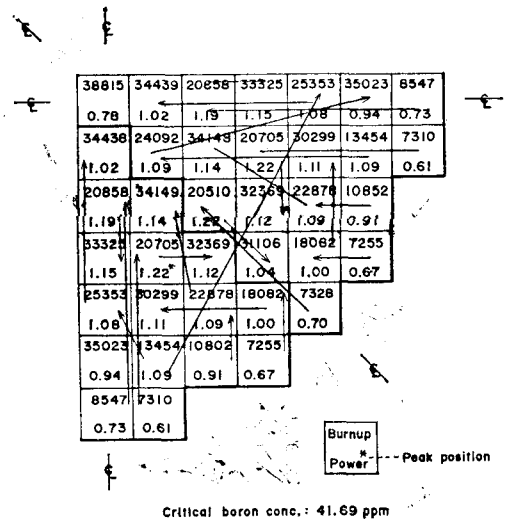 ℄ ℄
38815 34439 20858 33325 25353 35023 8547
℄ 0.78 1.02 1.19 1.15 1.08 0.94 0.73 ℄
34438 24092 34149 20705 30299 13454 7310
1.02 1.09 1.14 1.22 1.11 1.09 0.61
20858 34149 20510 32369 22878 10852
1.19 1.14 1.22 1.12 1.09 0.91
33325 20705 32369 31106 18082 7255
1.15 1.22* 1.12 1.04 1.00 0.67
25353 30299 22878 18082 7328
1.08 1.11 1.09 1.00 0.70
35023 13454 10802 7255
0.94 1.09 0.91 0.67 ℄
8547 7310
0.73 0.61
Burnup
℄ Power * Peak position
Critical boron conc.: 41.69 ppm